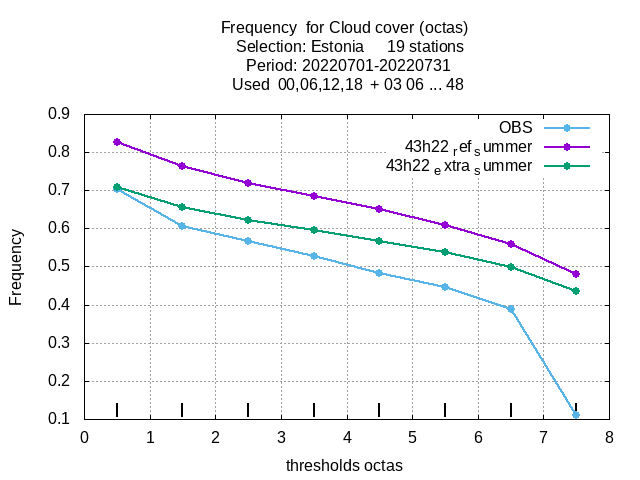 Frequency for Cloud cover (octas)
Selection: Estonia 19 stations
Period: 20220701-20220731
Used 00,06,12,18 + 03 06 ... 48
OBS
43h22 ref summer
43h22 extra summer
Frequency
0.9
0.8
0.7
0.6
0.5
0.4
0.3
0.2
0.1
0 1 2 3 4 5 6 7 8
thresholds octas